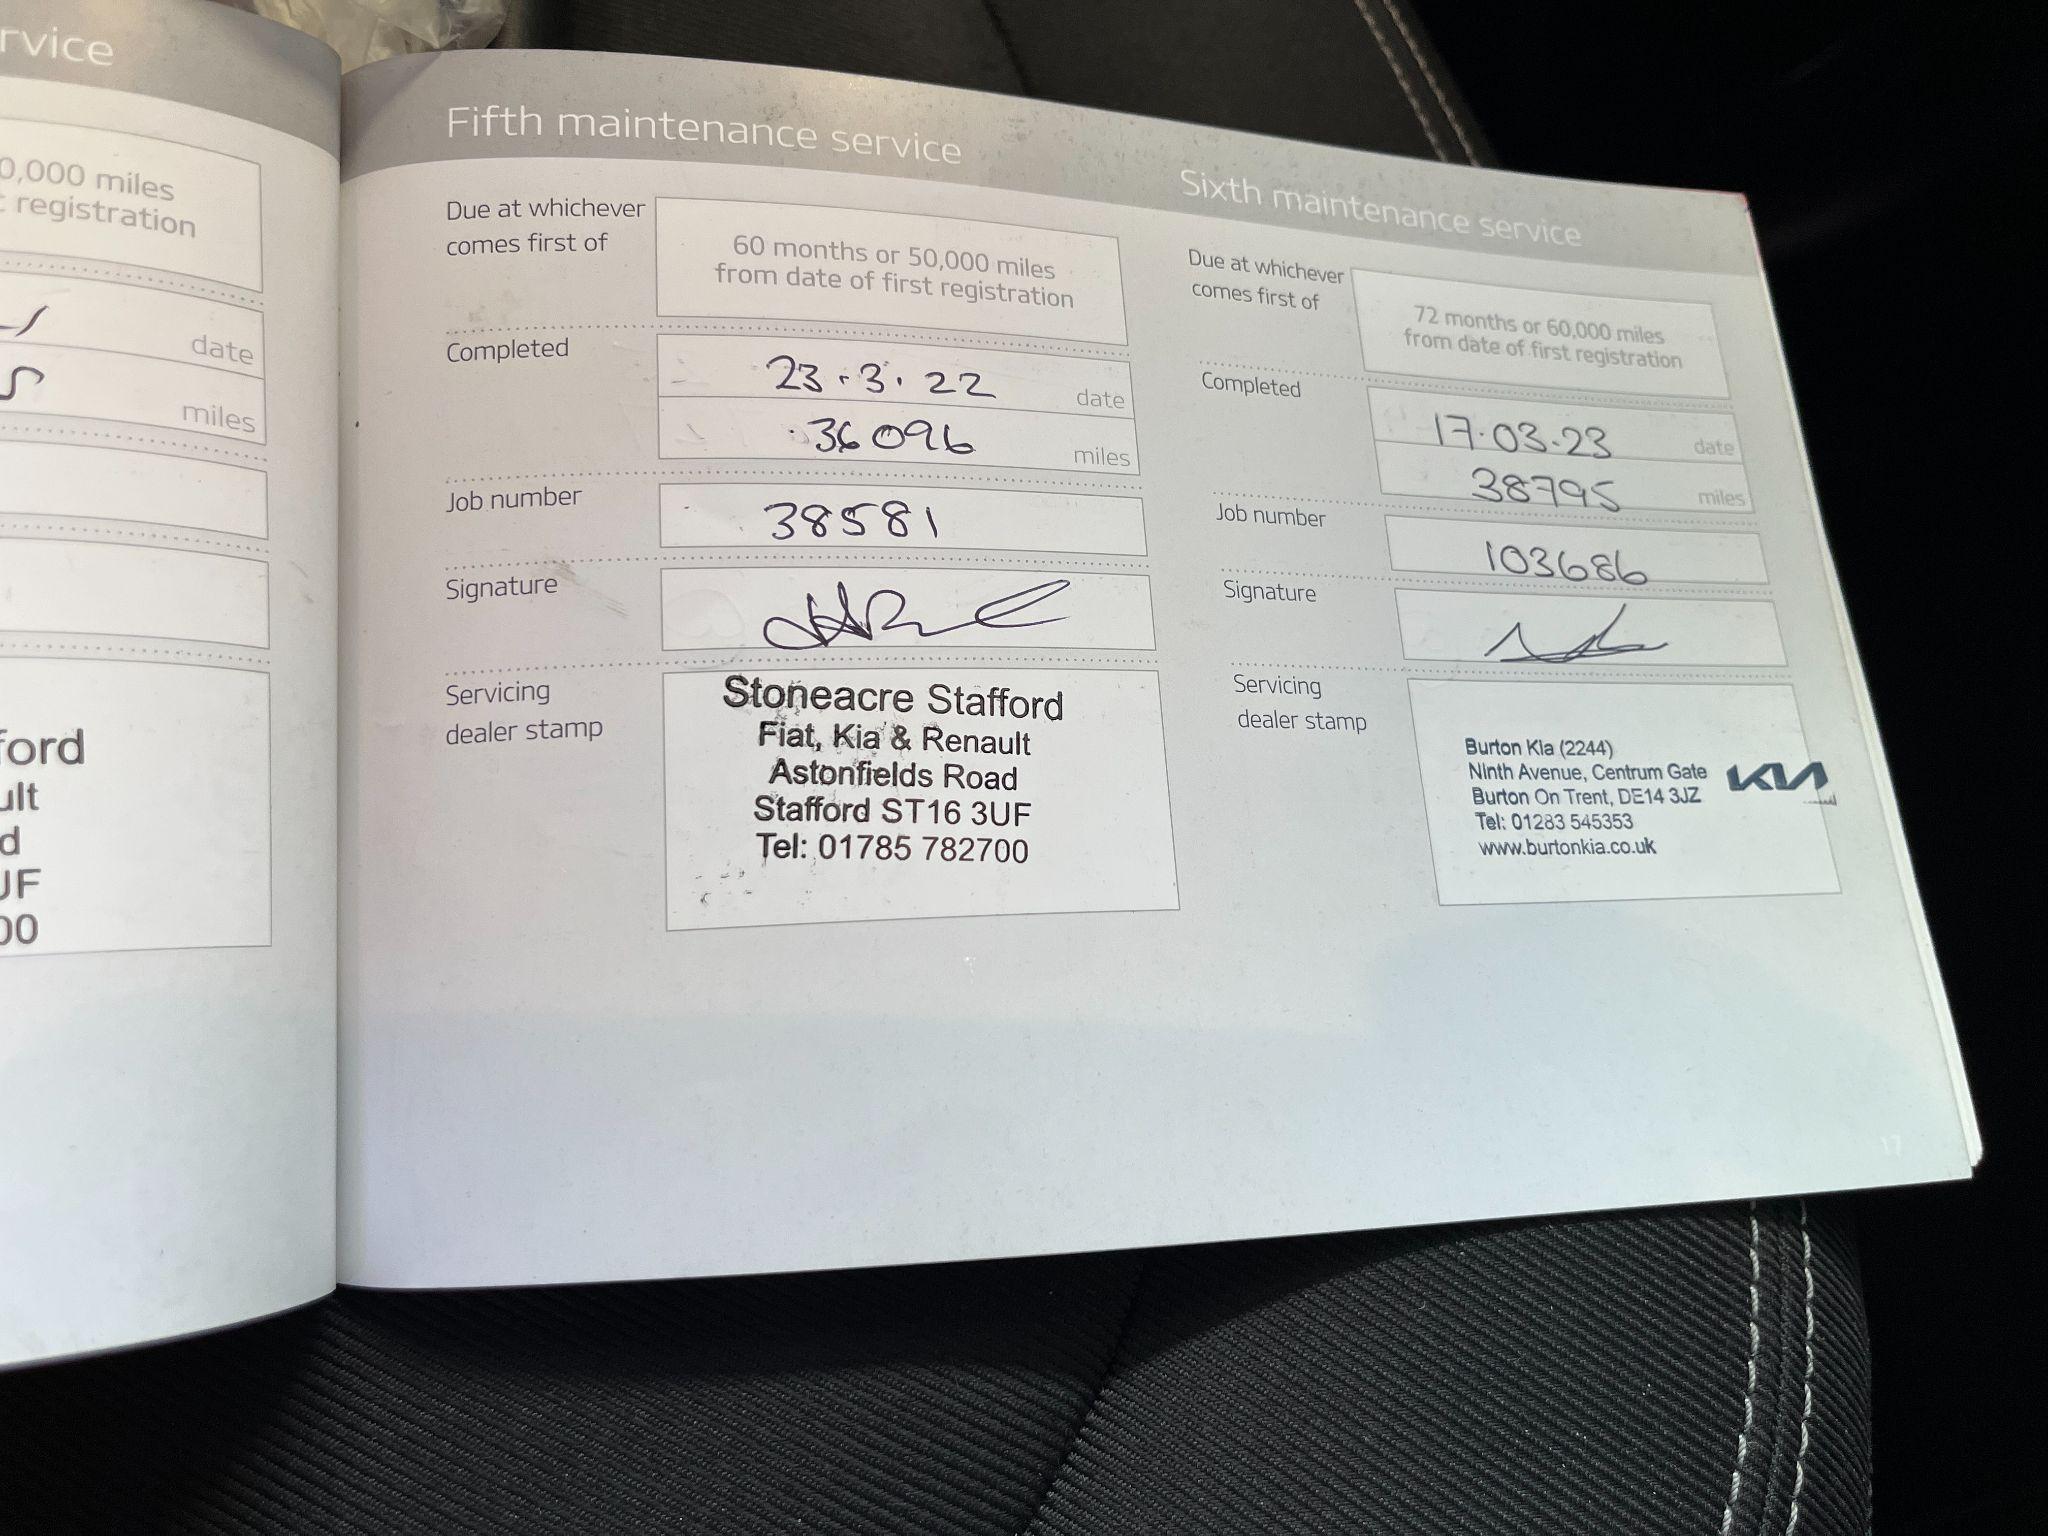 rvice
0,000 miles
registration
date
miles
ford
ult
d
UF
00
Fifth maintenance service
Due at whichever
comes first of
60 months or 50,000 miles
from date of first registration
Completed
23.3.22
date
36096
miles
Job number
38581
Signature
Servicing
dealer stamp
Stoneacre Stafford
Fiat, Kia & Renault
Astonfields Road
Stafford ST16 3UF
Tel: 01785 782700
Sixth maintenance service
Due at whichever
comes first of
72 months or 60,000 miles
from date of first registration
Completed
17.03.23
date
38795
miles
Job number
103686
Signature
Servicing
dealer stamp
Burton Kia (2244)
Ninth Avenue, Centrum Gate
Burton On Trent, DE14 3JZ
Tel: 01283 545353
www.burtonkia.co.uk
KIA
17